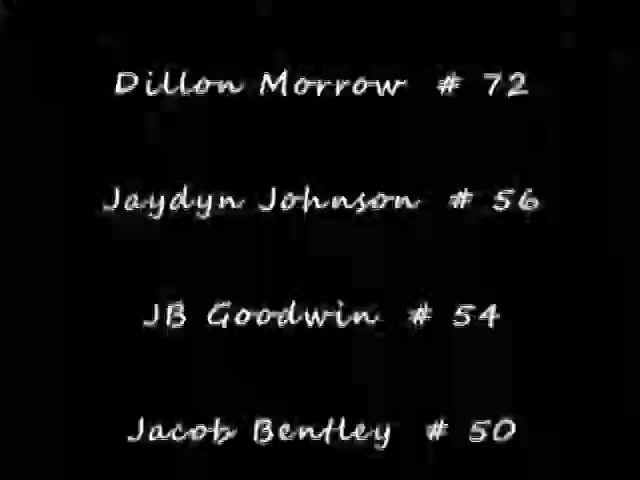 Dillon Morrow # 72
Jaydyn Johnson # 56
JB Goodwin # 54
Jacob Bentley # 50